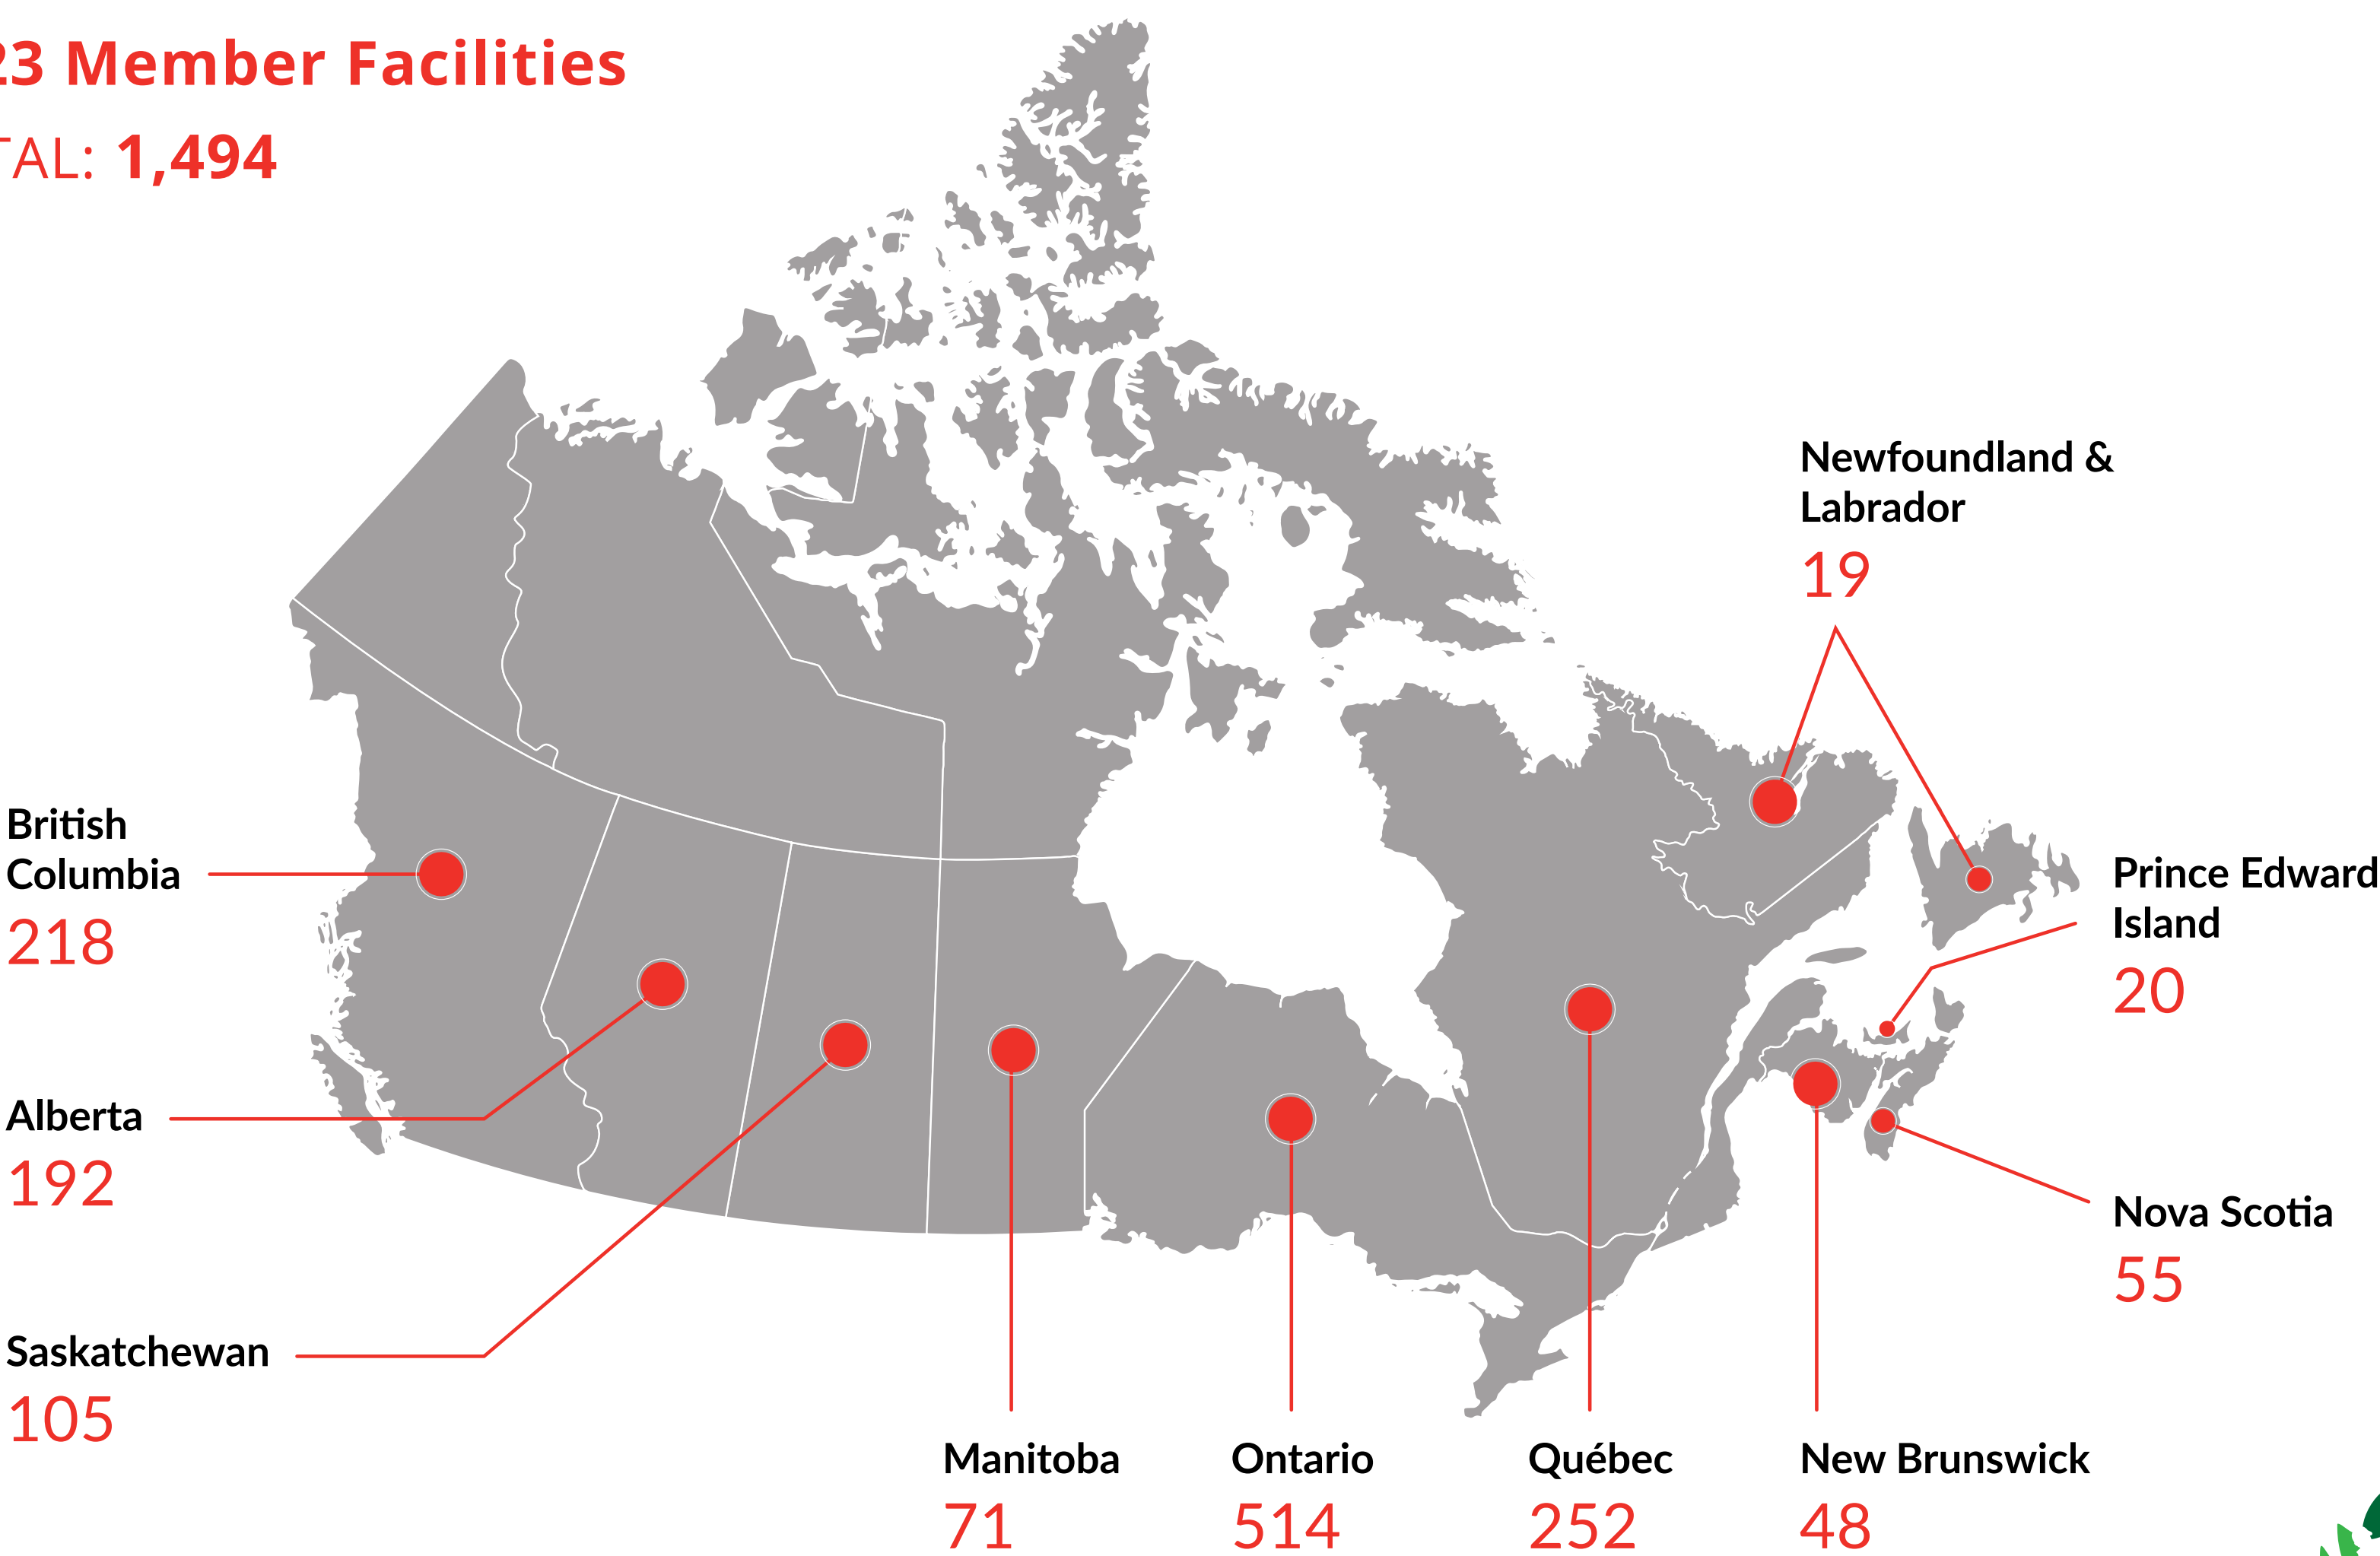 23 Member Facilities
TAL: 1,494
Newfoundland &
Labrador
19
British
Columbia
218
Prince Edward
Island
20
Alberta
192
Nova Scotia
55
Saskatchewan
105
Manitoba
71
Ontario
514
Québec
252
New Brunswick
48